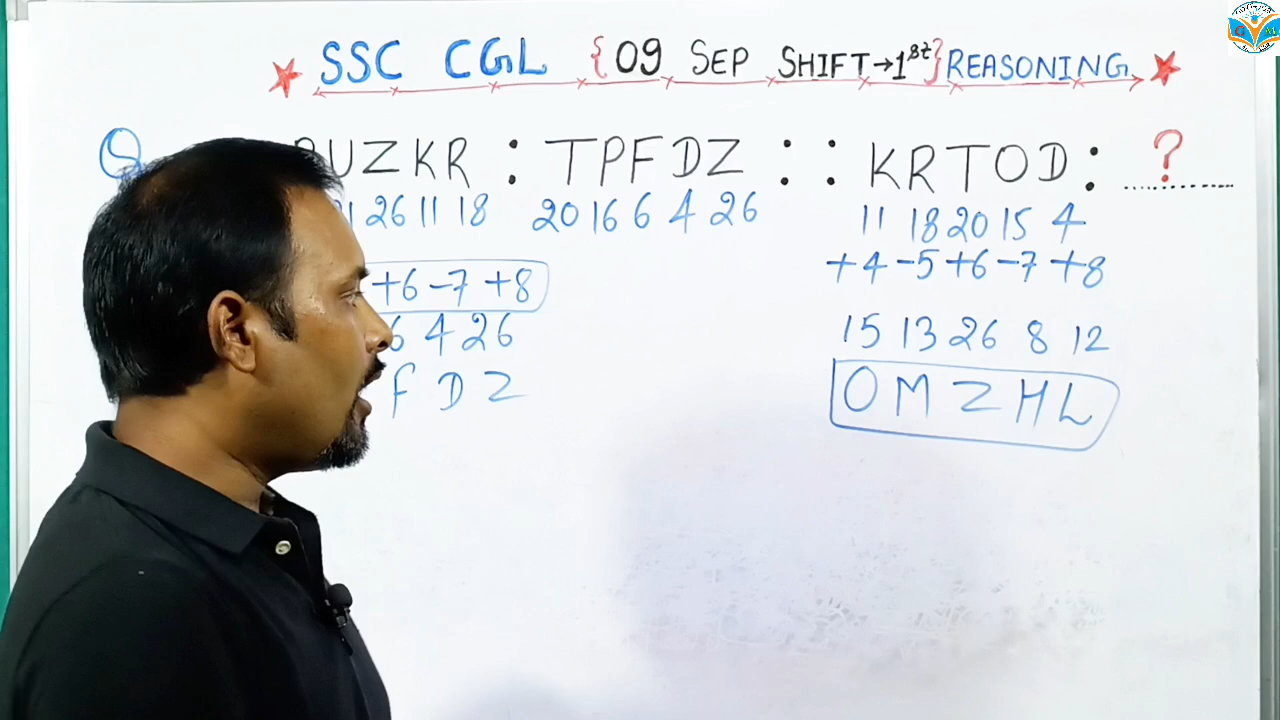 SSC CGL {09 SEP SHIFT→1st} REASONING
Q UZKR : TPFDZ :: KRTOD : ?
26 11 18 20 16 6 4 26 11 18 20 15 4
+6 -7 +8 +4 -5 +6 -7 +8
6 4 26 15 13 26 8 12
F D Z O M Z H L